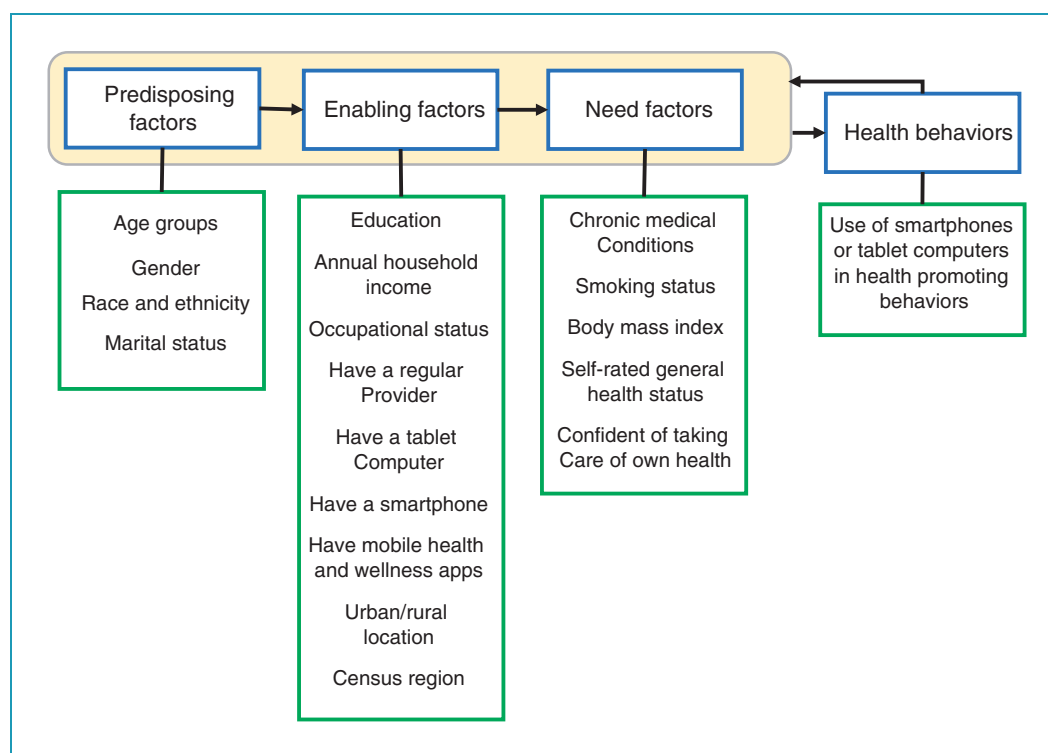 Predisposing
factors
Enabling factors
Need factors
Health behaviors
Age groups
Gender
Race and ethnicity
Marital status
Education
Annual household
income
Occupational status
Have a regular
Provider
Have a tablet
Computer
Have a smartphone
Have mobile health
and wellness apps
Urban/rural
location
Census region
Chronic medical
Conditions
Smoking status
Body mass index
Self-rated general
health status
Confident of taking
Care of own health
Use of smartphones
or tablet computers
in health promoting
behaviors